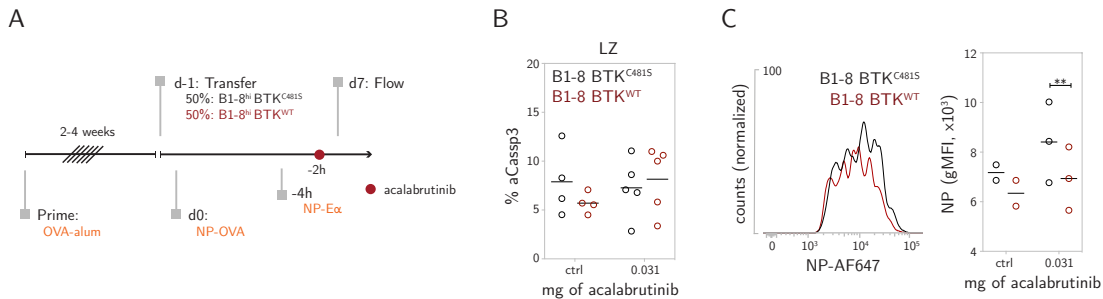 A
d-1: Transfer
50%: B1-8hi BTKC481S
50%: B1-8hi BTKWT
d7: Flow
2-4 weeks
-2h
acalabrutinib
-4h
NP-Eα
Prime:
OVA-alum
d0:
NP-OVA
B
LZ
B1-8 BTKC481S
B1-8 BTKWT
% aCassp3
20
15
10
5
0
ctrl
0.031
mg of acalabrutinib
C
100
counts (normalized)
B1-8 BTKC481S
B1-8 BTKWT
0
10³
10⁴
10⁵
NP-AF647
NP (gMFI, x10³)
12
10
8
6
4
**
ctrl
0.031
mg of acalabrutinib